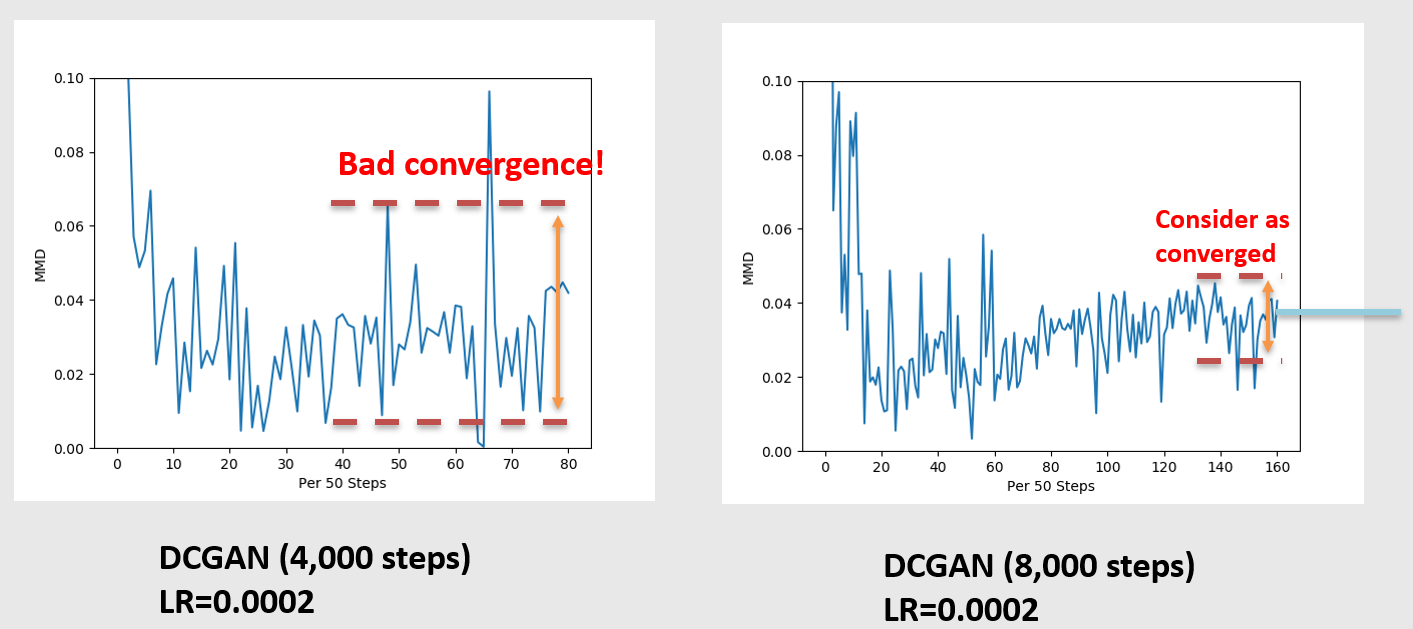 0.10
0.08
0.06
0.04
0.02
0.00
MMD
Bad convergence!
0 10 20 30 40 50 60 70 80
Per 50 Steps
DCGAN (4,000 steps)
LR=0.0002
0.10
0.08
0.06
0.04
0.02
0.00
MMD
Consider as
converged
0 20 40 60 80 100 120 140 160
Per 50 Steps
DCGAN (8,000 steps)
LR=0.0002